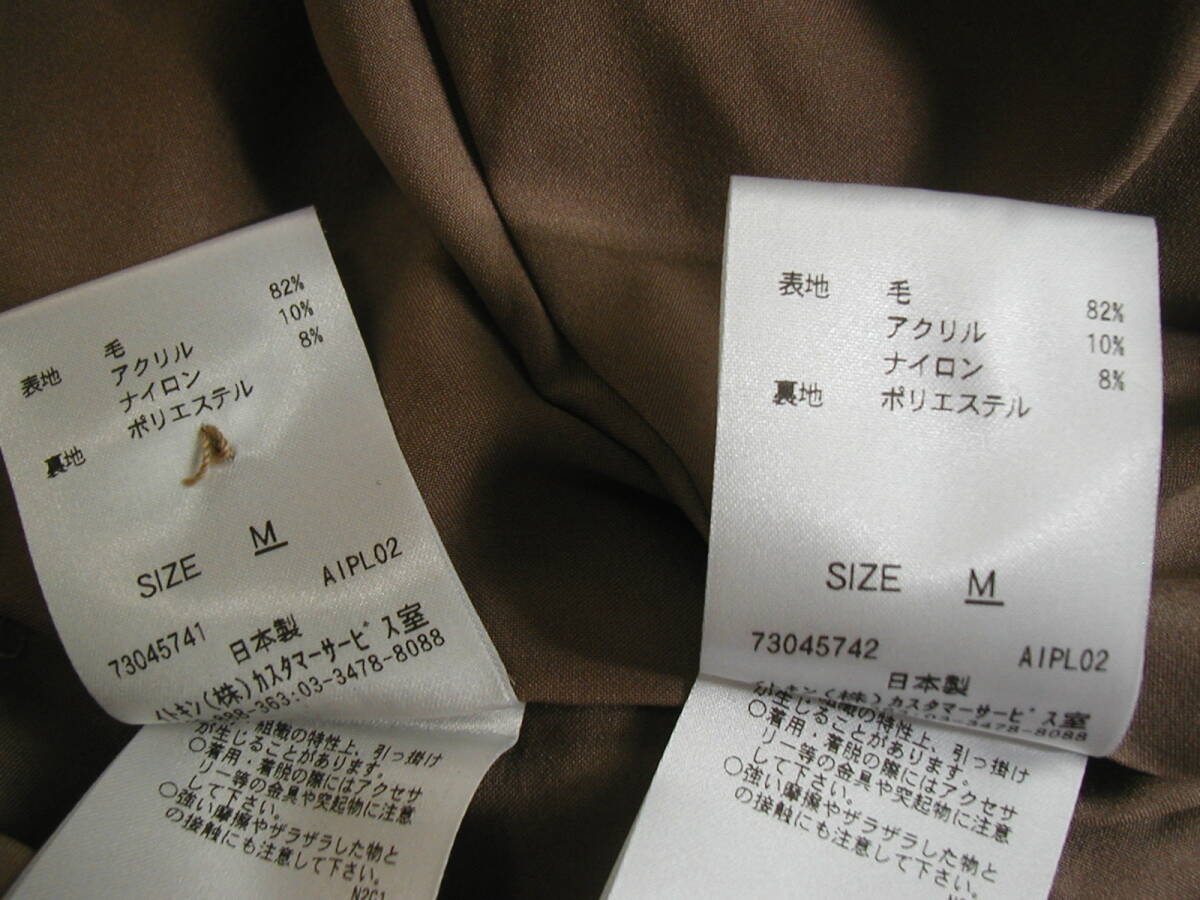 表地 毛 82%
アクリル 10%
ナイロン 8%
裏地 ポリエステル
SIZE M
73045741 AIPL02
日本製
イトキン(株)カスタマーサービス室
363:03-3478-8088
組織の特性上、引っ掛け
が生じることがあります。
○着用・着脱の際にはアクセサ
リー等の金具や突起物に注意
して下さい。
○強い摩擦やザラザラした物と
の接触にも注意して下さい。
N2C1
表地 毛 82%
アクリル 10%
ナイロン 8%
裏地 ポリエステル
SIZE M
73045742 AIPL02
日本製
イトキン(株)カスタマーサービス室
03-3478-8088
の特性上、引っ掛け
が生じることがあります。
○着用・着脱の際にはアクセサ
リー等の金具や突起物に注意
して下さい。
○強い摩擦やザラザラした物と
の接触にも注意して下さい。